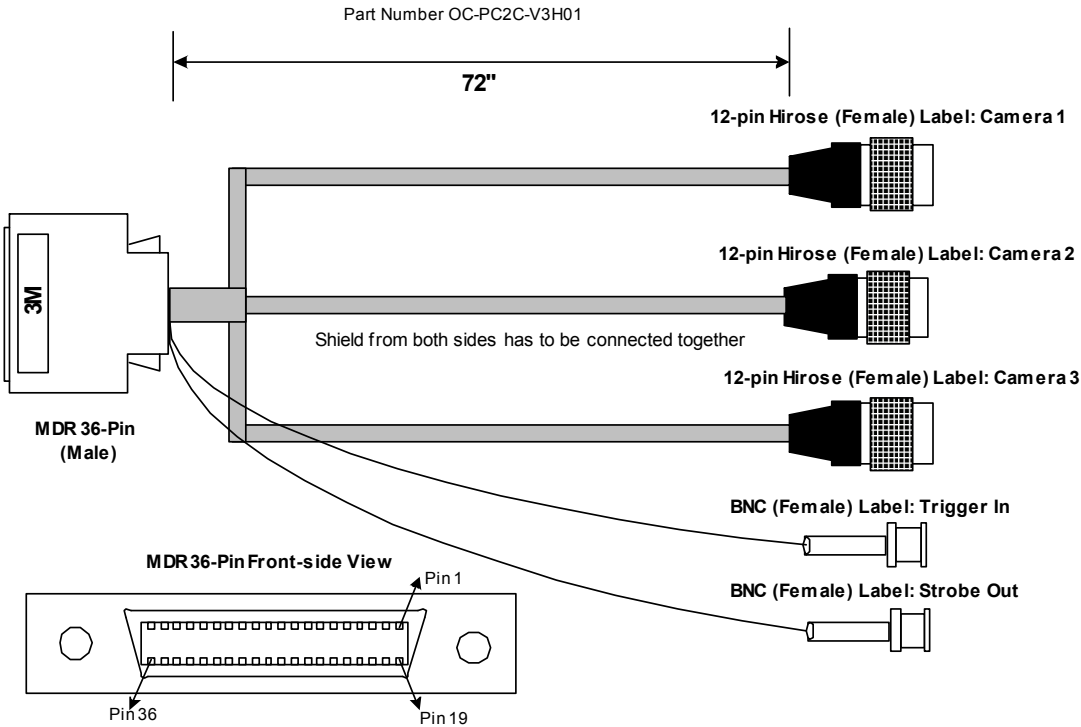 Part Number OC-PC2C-V3H01
72"
12-pin Hirose (Female) Label: Camera 1
12-pin Hirose (Female) Label: Camera 2
3M
Shield from both sides has to be connected together
12-pin Hirose (Female) Label: Camera 3
MDR 36-Pin
(Male)
BNC (Female) Label: Trigger In
MDR 36-Pin Front-side View
Pin 1
BNC (Female) Label: Strobe Out
Pin 36
Pin 19